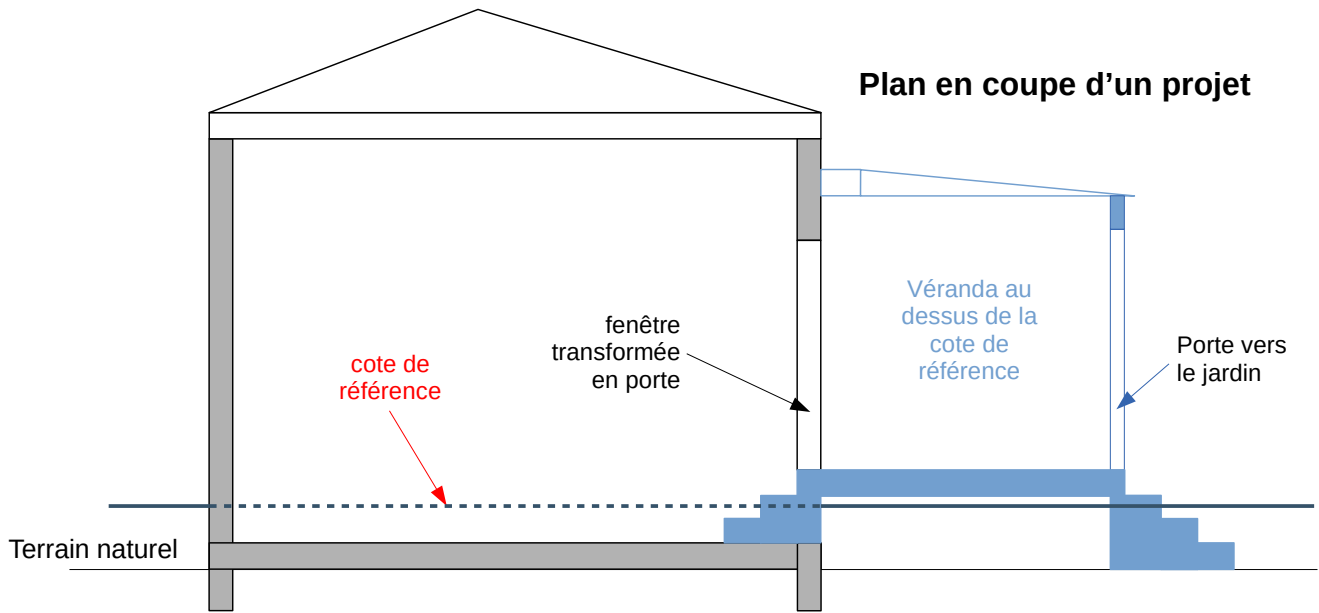 Plan en coupe d’un projet
Véranda au
dessus de la
cote de
référence
fenêtre
transformée
en porte
Porte vers
le jardin
cote de
référence
Terrain naturel